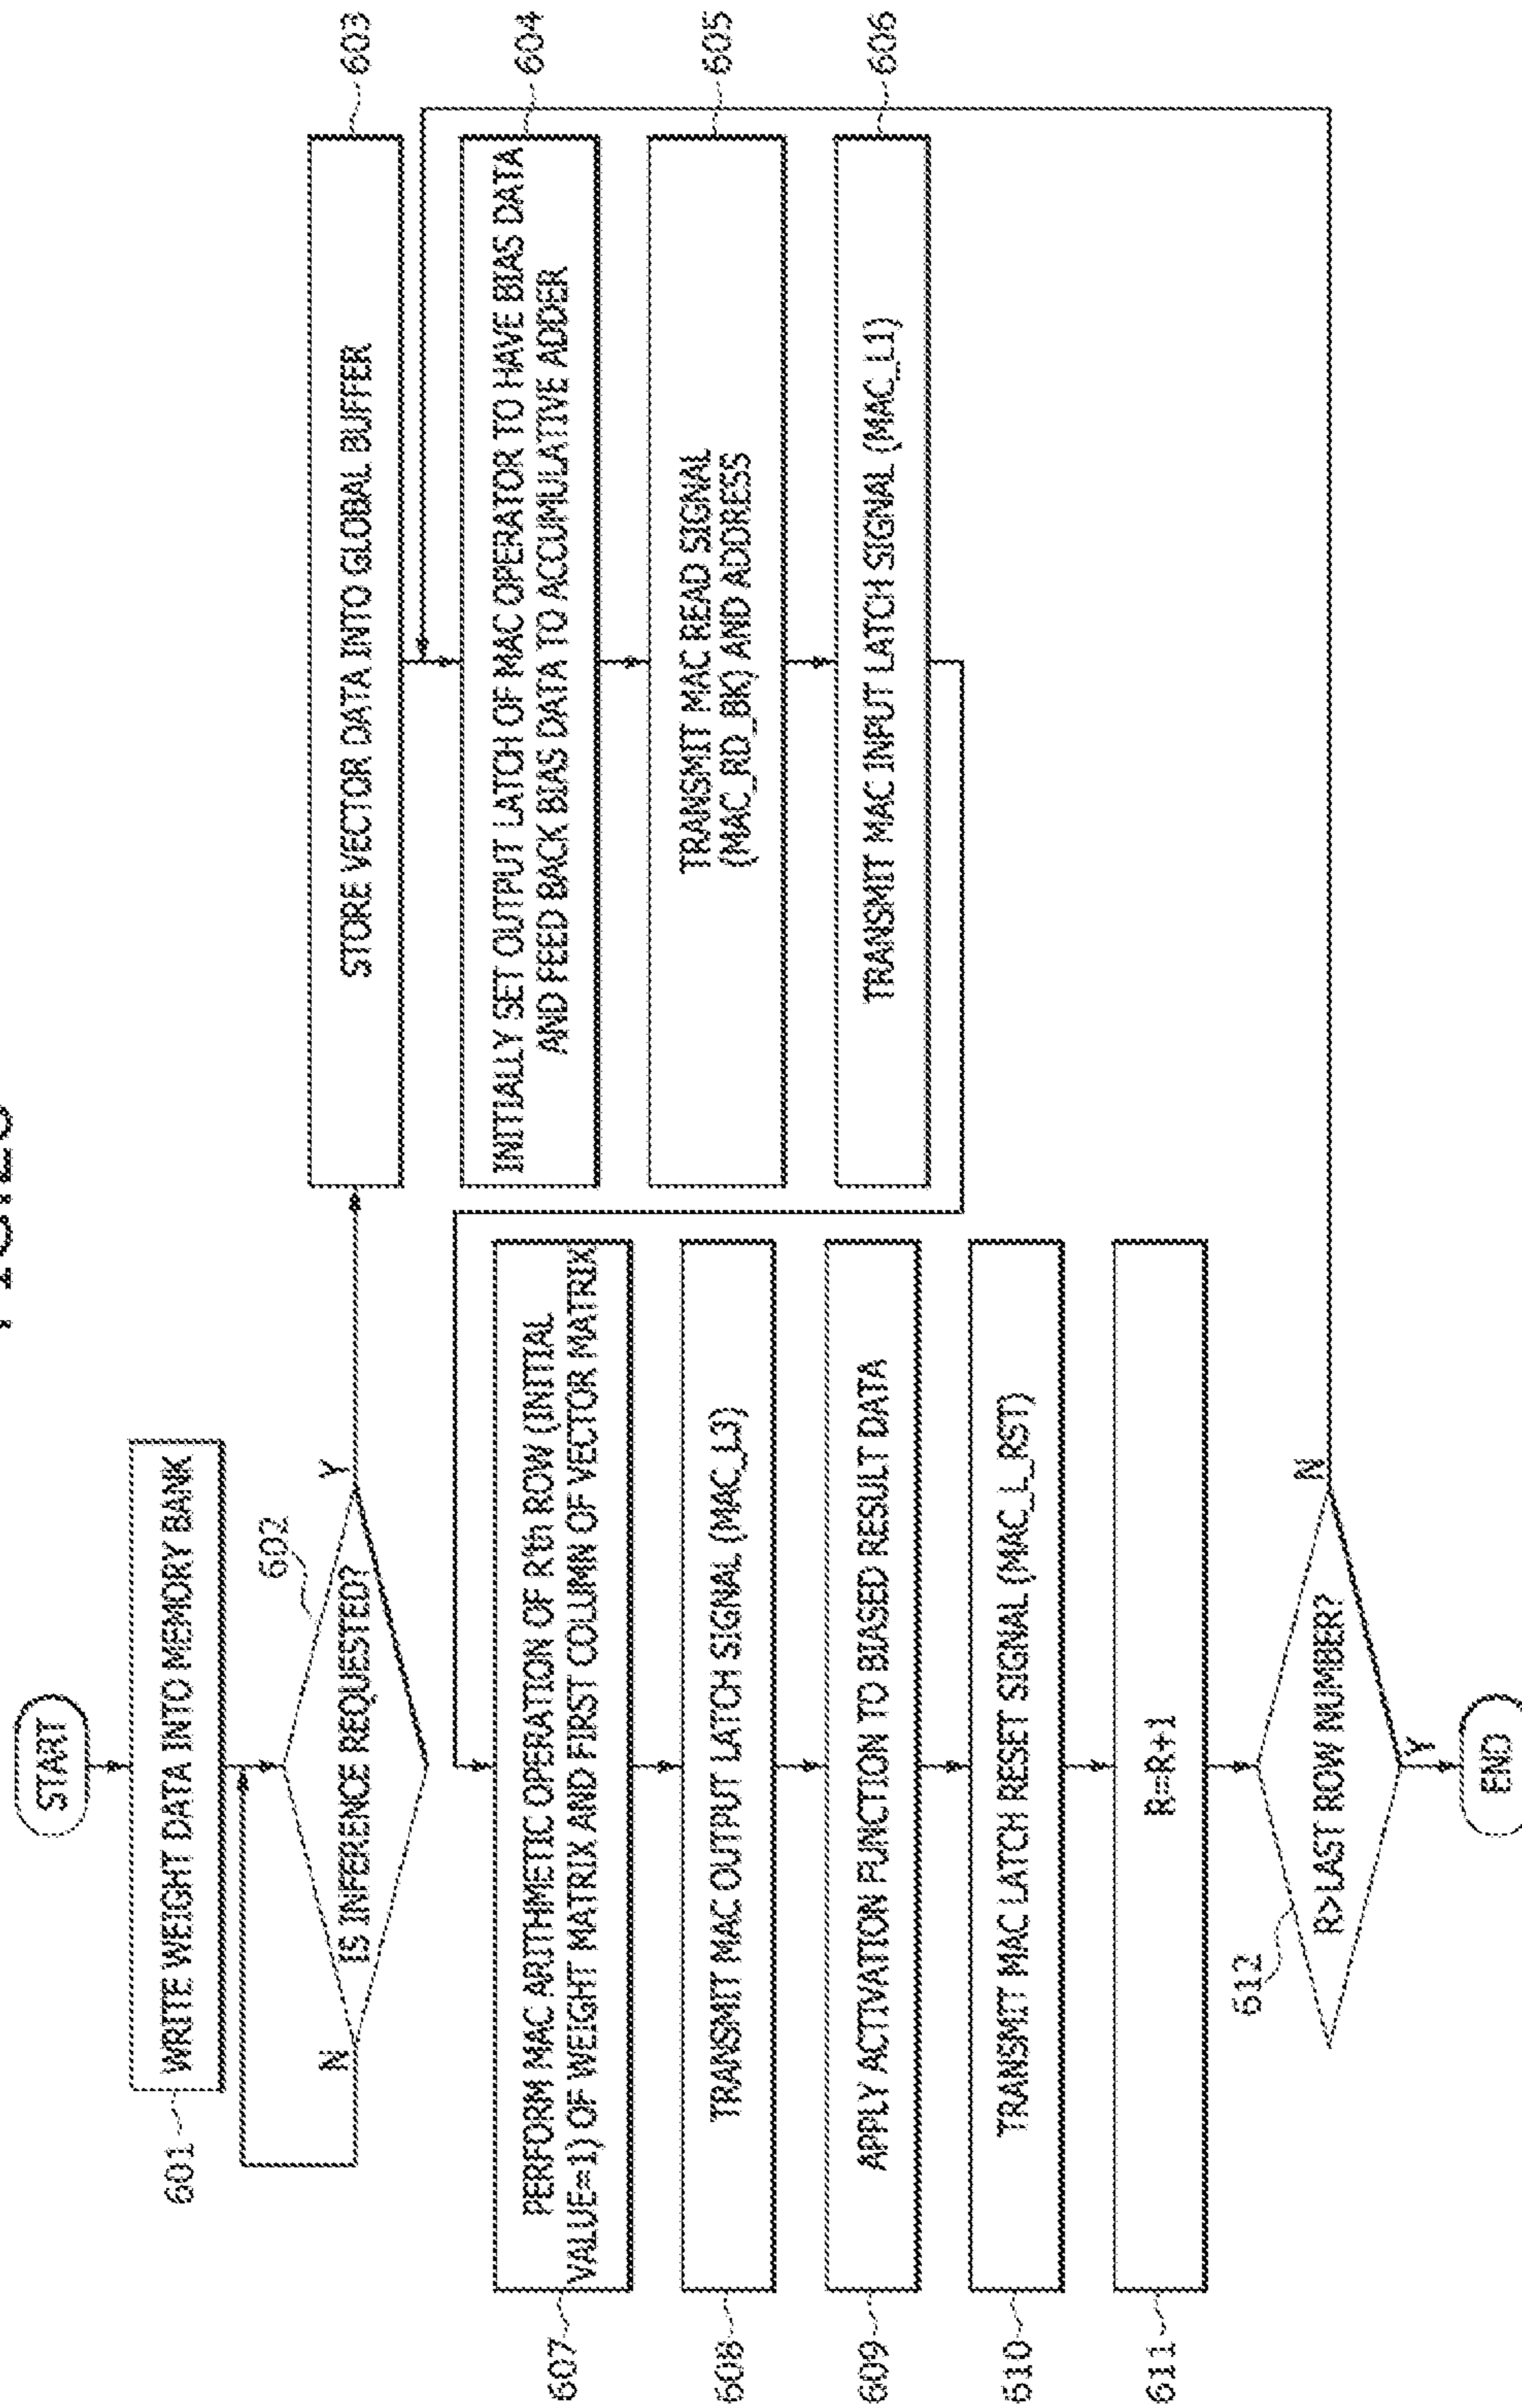 START
601
WRITE WEIGHT DATA INTO MEMORY BANK
602
IS INFERENCE REQUESTED?
N
Y
603
STORE VECTOR DATA INTO GLOBAL BUFFER
604
INITIALLY SET OUTPUT LATCH OF MAC OPERATOR TO HAVE BIAS DATA
AND FEED BACK BIAS DATA TO ACCUMULATIVE ADDER
605
TRANSMIT MAC READ SIGNAL
(MAC_RD_BK) AND ADDRESS
606
TRANSMIT MAC INPUT LATCH SIGNAL (MAC_L1)
607
PERFORM MAC ARITHMETIC OPERATION OF R'th ROW (INITIAL
VALUE=1) OF WEIGHT MATRIX AND FIRST COLUMN OF VECTOR MATRIX
608
TRANSMIT MAC OUTPUT LATCH SIGNAL (MAC_L3)
609
APPLY ACTIVATION FUNCTION TO BIASED RESULT DATA
610
TRANSMIT MAC LATCH RESET SIGNAL (MAC_L_RST)
611
R=R+1
612
R>LAST ROW NUMBER?
N
Y
END